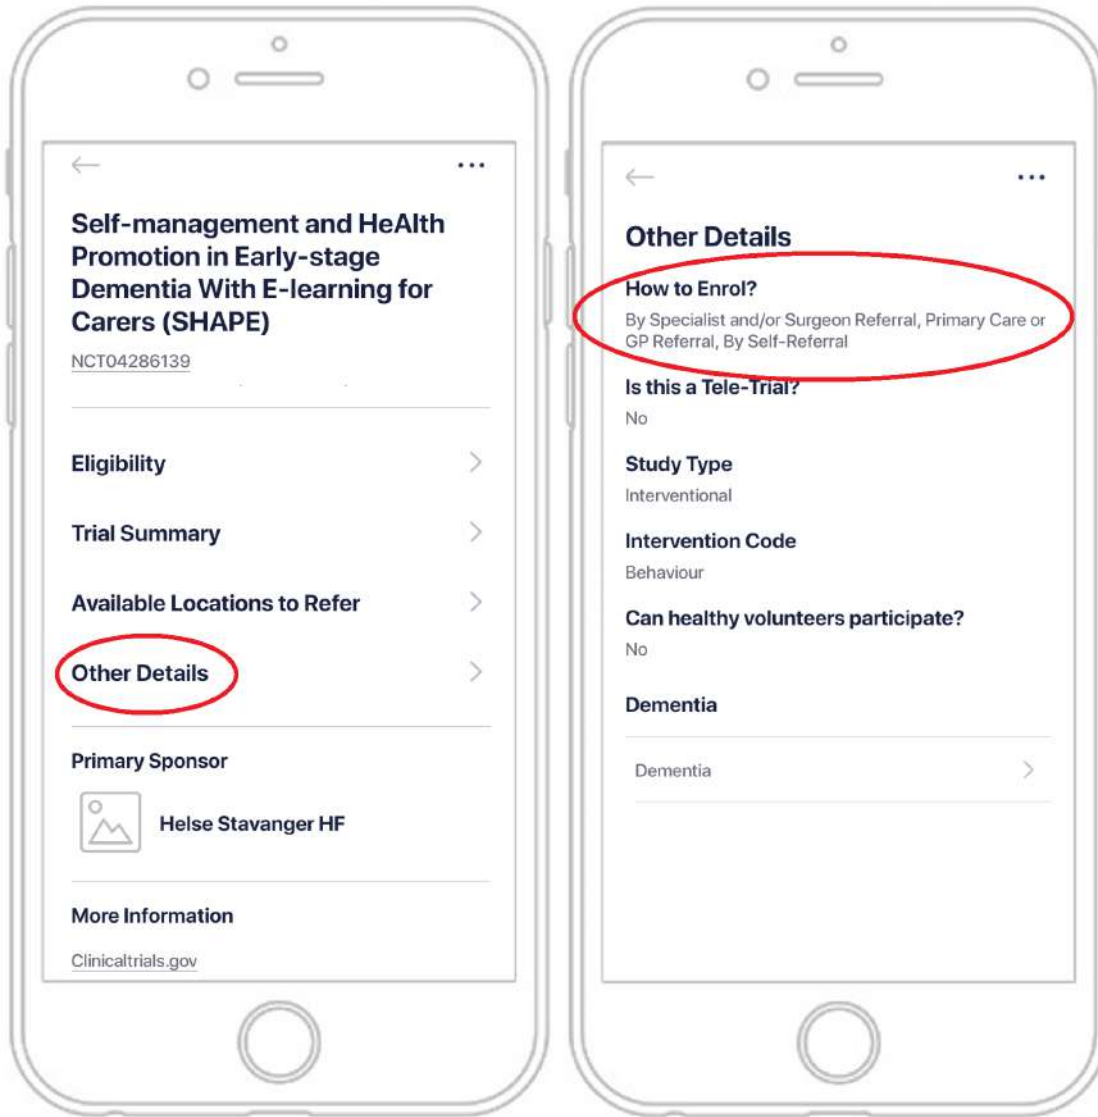 Self-management and HeAlth
Promotion in Early-stage
Dementia With E-learning for
Carers (SHAPE)
NCT04286139
Eligibility
Trial Summary
Available Locations to Refer
Other Details
Primary Sponsor
Helse Stavanger HF
More Information
Clinicaltrials.gov
Other Details
How to Enrol?
By Specialist and/or Surgeon Referral, Primary Care or
GP Referral, By Self-Referral
Is this a Tele-Trial?
No
Study Type
Interventional
Intervention Code
Behaviour
Can healthy volunteers participate?
No
Dementia
Dementia